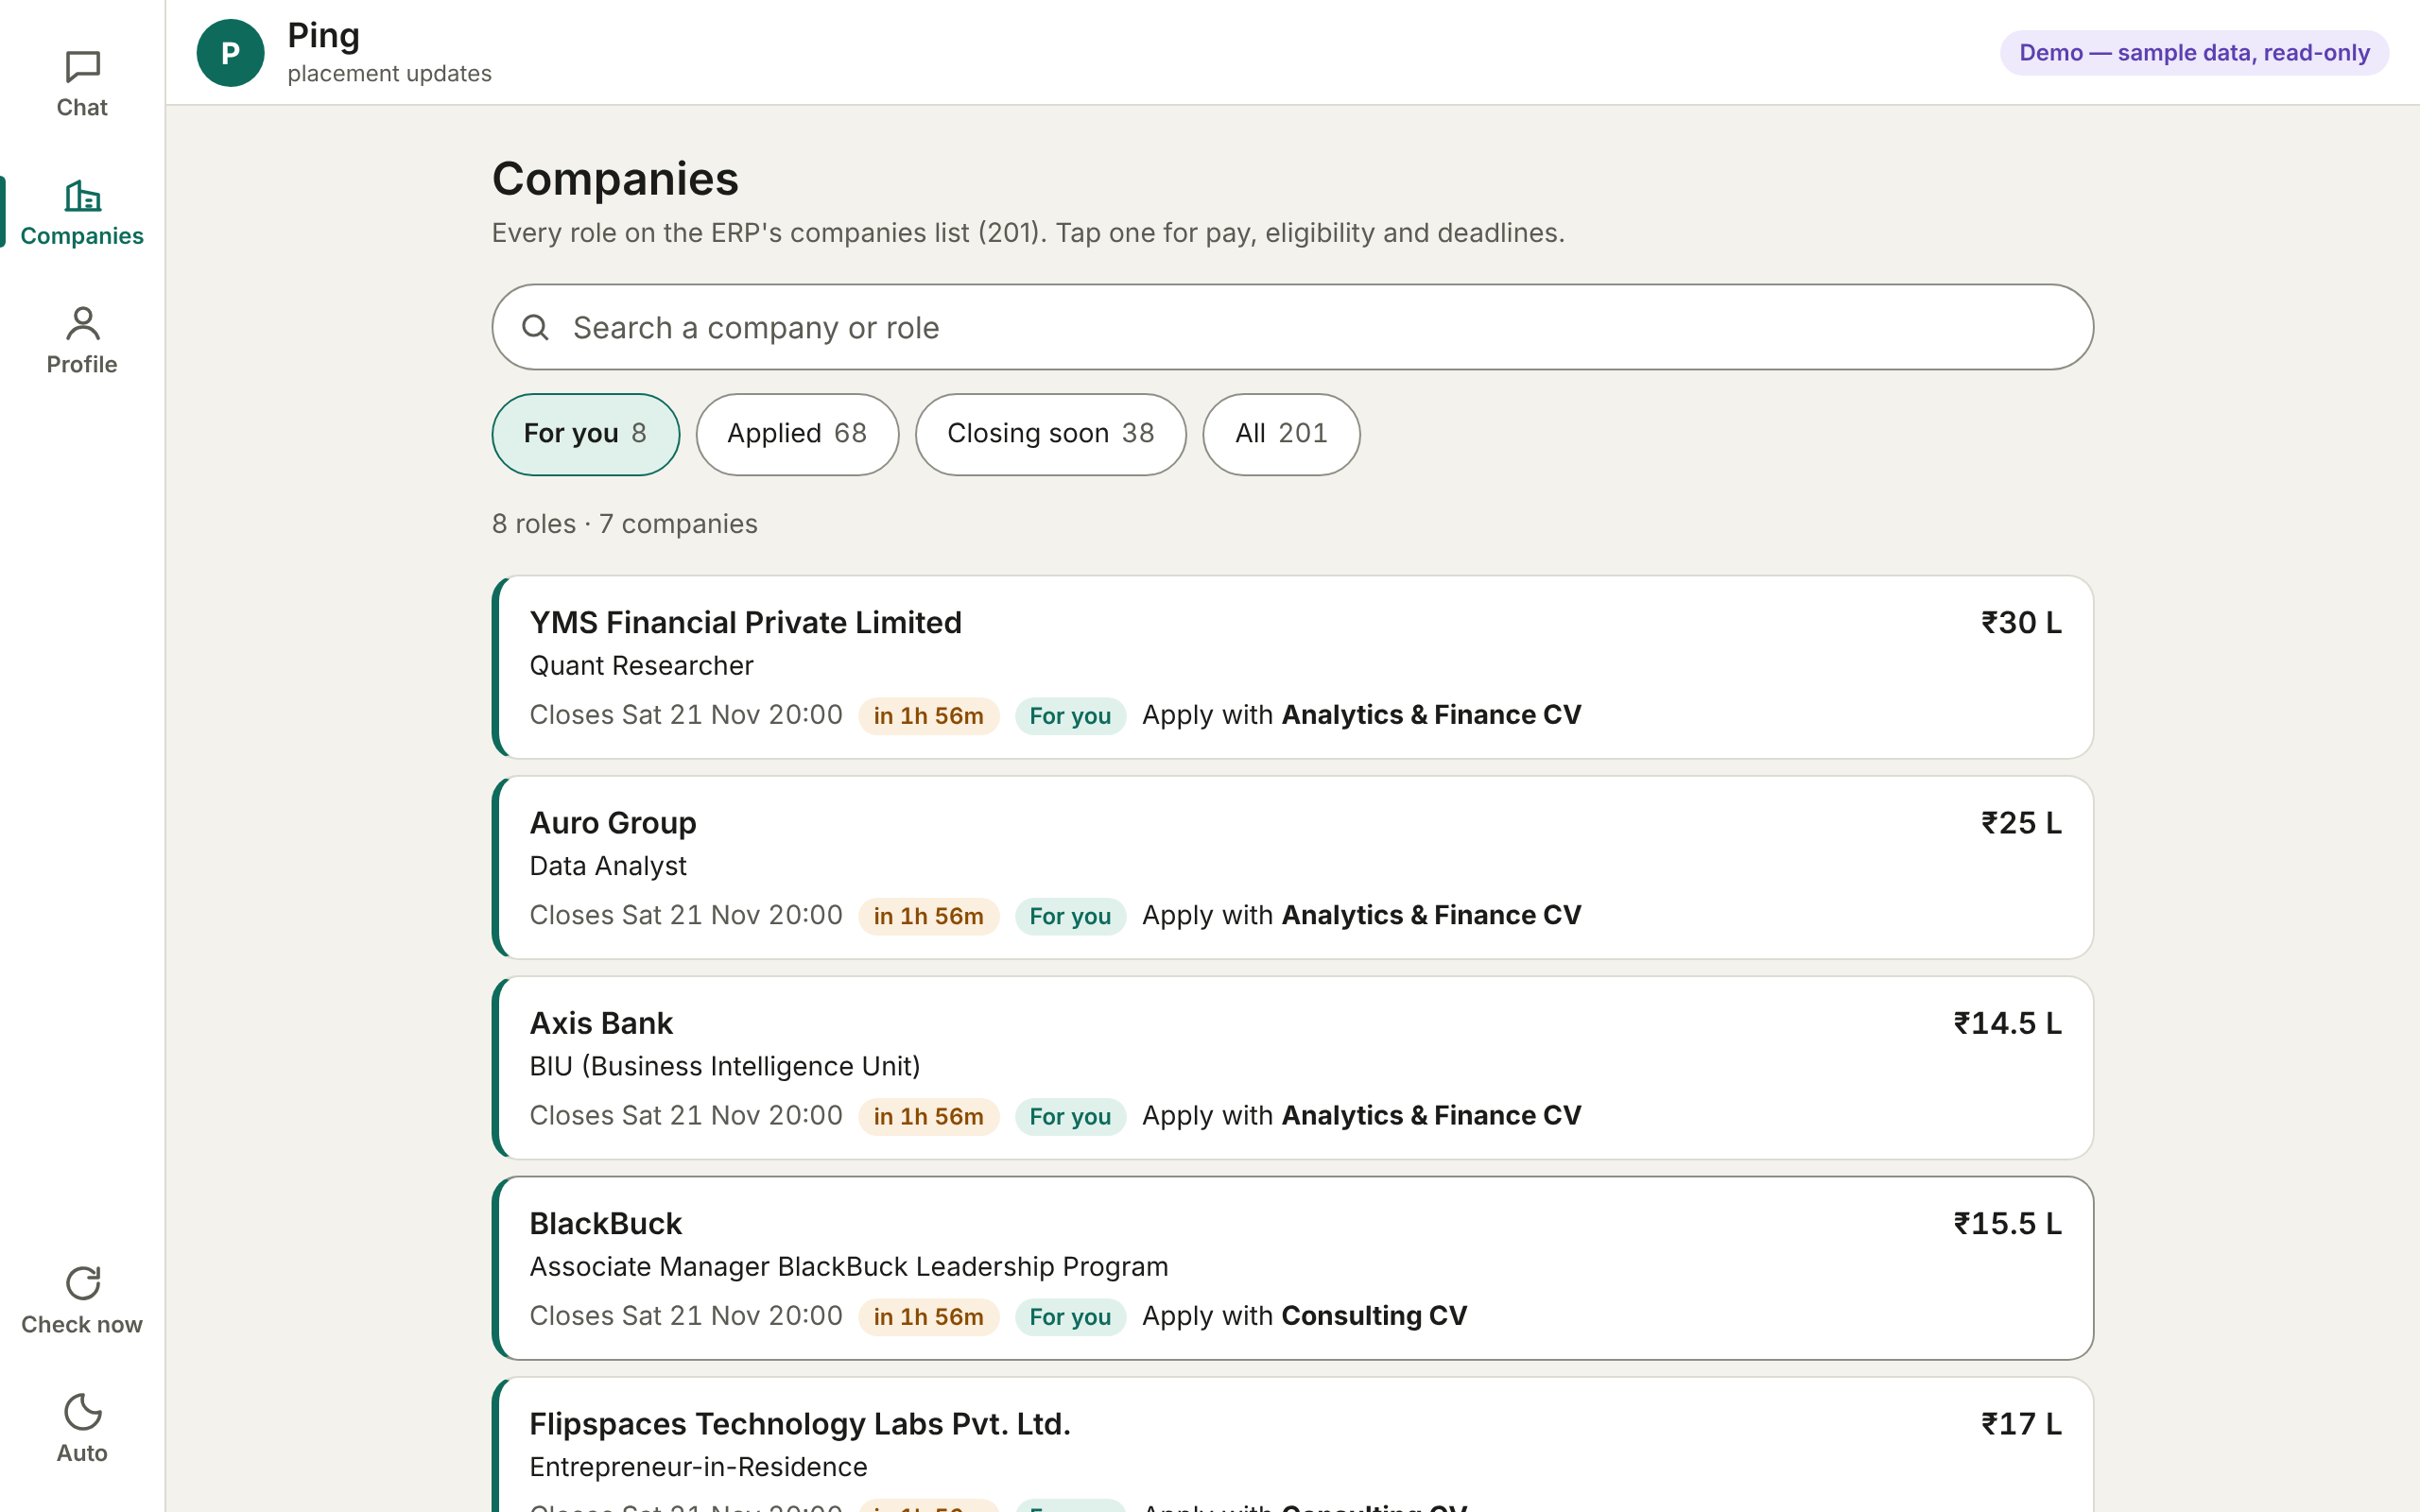 Chat
Companies
Profile
Check now
Auto
P
Ping
placement updates
Demo — sample data, read-only
Companies
Every role on the ERP's companies list (201). Tap one for pay, eligibility and deadlines.
Search a company or role
For you 8 Applied 68 Closing soon 38 All 201
8 roles · 7 companies
YMS Financial Private Limited ₹30 L
Quant Researcher
Closes Sat 21 Nov 20:00 in 1h 56m For you Apply with Analytics & Finance CV
Auro Group ₹25 L
Data Analyst
Closes Sat 21 Nov 20:00 in 1h 56m For you Apply with Analytics & Finance CV
Axis Bank ₹14.5 L
BIU (Business Intelligence Unit)
Closes Sat 21 Nov 20:00 in 1h 56m For you Apply with Analytics & Finance CV
BlackBuck ₹15.5 L
Associate Manager BlackBuck Leadership Program
Closes Sat 21 Nov 20:00 in 1h 56m For you Apply with Consulting CV
Flipspaces Technology Labs Pvt. Ltd. ₹17 L
Entrepreneur-in-Residence